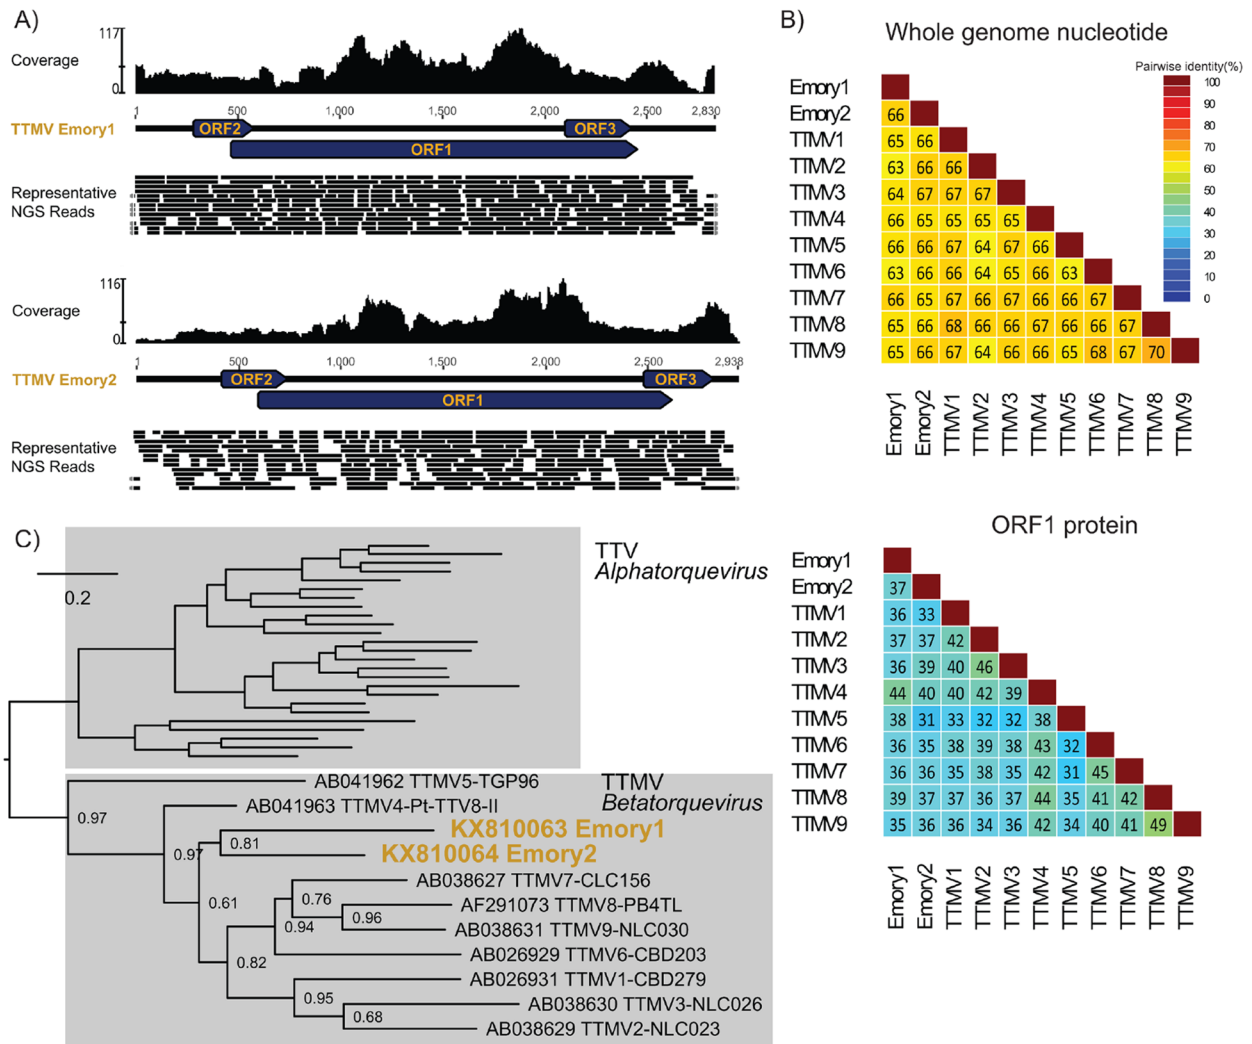 A)
117
Coverage
0
1 500 1,000 1,500 2,000 2,500 2,830
TTMV Emory1
ORF2 ORF3
ORF1
Representative
NGS Reads
116
Coverage
0
1 500 1,000 1,500 2,000 2,500 2,938
TTMV Emory2
ORF2 ORF3
ORF1
Representative
NGS Reads
B)
Whole genome nucleotide
Pairwise identity(%)
100
90
80
70
60
50
40
30
20
10
0
Emory1
Emory2 66
TTMV1 65 66
TTMV2 63 66 66
TTMV3 64 67 67 67
TTMV4 66 65 65 65 65
TTMV5 66 66 67 64 67 66
TTMV6 63 66 66 64 65 66 63
TTMV7 66 65 67 66 67 66 66 67
TTMV8 65 66 68 66 66 67 66 66 67
TTMV9 65 66 67 64 66 66 65 68 67 70
Emory1 Emory2 TTMV1 TTMV2 TTMV3 TTMV4 TTMV5 TTMV6 TTMV7 TTMV8 TTMV9
ORF1 protein
Emory1
Emory2 37
TTMV1 36 33
TTMV2 37 37 42
TTMV3 36 39 40 46
TTMV4 44 40 40 42 39
TTMV5 38 31 33 32 32 38
TTMV6 36 35 38 39 38 43 32
TTMV7 36 36 35 38 35 42 31 45
TTMV8 39 37 37 36 37 44 35 41 42
TTMV9 35 36 36 34 36 42 34 40 41 49
Emory1 Emory2 TTMV1 TTMV2 TTMV3 TTMV4 TTMV5 TTMV6 TTMV7 TTMV8 TTMV9
C)
0.2
TTV
Alphatorquevirus
TTMV
Betatorquevirus
AB041962 TTMV5-TGP96
0.97
AB041963 TTMV4-Pt-TTV8-II
KX810063 Emory1
0.97
0.81
KX810064 Emory2
AB038627 TTMV7-CLC156
0.76
0.61
AF291073 TTMV8-PB4TL
0.96
0.94
AB038631 TTMV9-NLC030
AB026929 TTMV6-CBD203
0.82
AB026931 TTMV1-CBD279
0.95
AB038630 TTMV3-NLC026
0.68
AB038629 TTMV2-NLC023